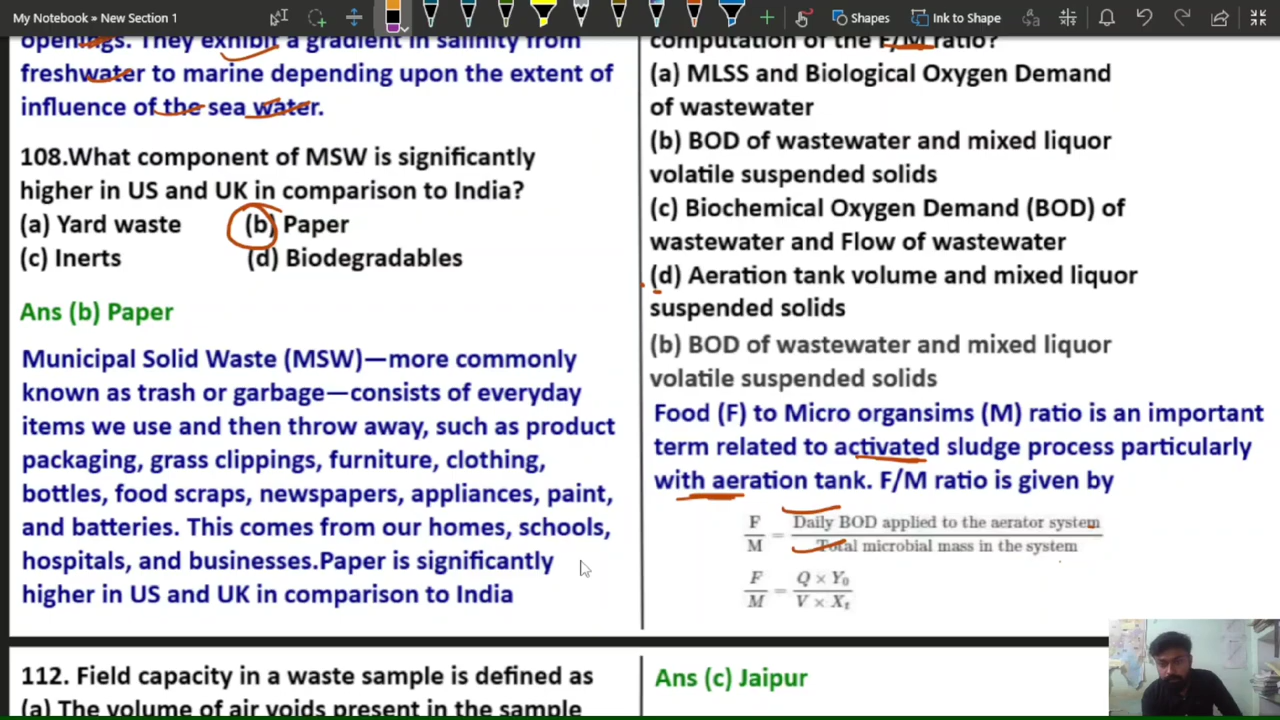 My Notebook » New Section 1
Shapes
Ink to Shape
openings. They exhibit a gradient in salinity from
freshwater to marine depending upon the extent of
influence of the sea water.
108.What component of MSW is significantly
higher in US and UK in comparison to India?
(a) Yard waste (b) Paper
(c) Inerts (d) Biodegradables
Ans (b) Paper
Municipal Solid Waste (MSW)—more commonly
known as trash or garbage—consists of everyday
items we use and then throw away, such as product
packaging, grass clippings, furniture, clothing,
bottles, food scraps, newspapers, appliances, paint,
and batteries. This comes from our homes, schools,
hospitals, and businesses.Paper is significantly
higher in US and UK in comparison to India
112. Field capacity in a waste sample is defined as
(a) The volume of air voids present in the sample
computation of the F/M ratio?
(a) MLSS and Biological Oxygen Demand
of wastewater
(b) BOD of wastewater and mixed liquor
volatile suspended solids
(c) Biochemical Oxygen Demand (BOD) of
wastewater and Flow of wastewater
(d) Aeration tank volume and mixed liquor
suspended solids
(b) BOD of wastewater and mixed liquor
volatile suspended solids
Food (F) to Micro organsims (M) ratio is an important
term related to activated sludge process particularly
with aeration tank. F/M ratio is given by
F/M = Daily BOD applied to the aerator system / Total microbial mass in the system
F/M = Q × Y₀ / V × Xₜ
Ans (c) Jaipur